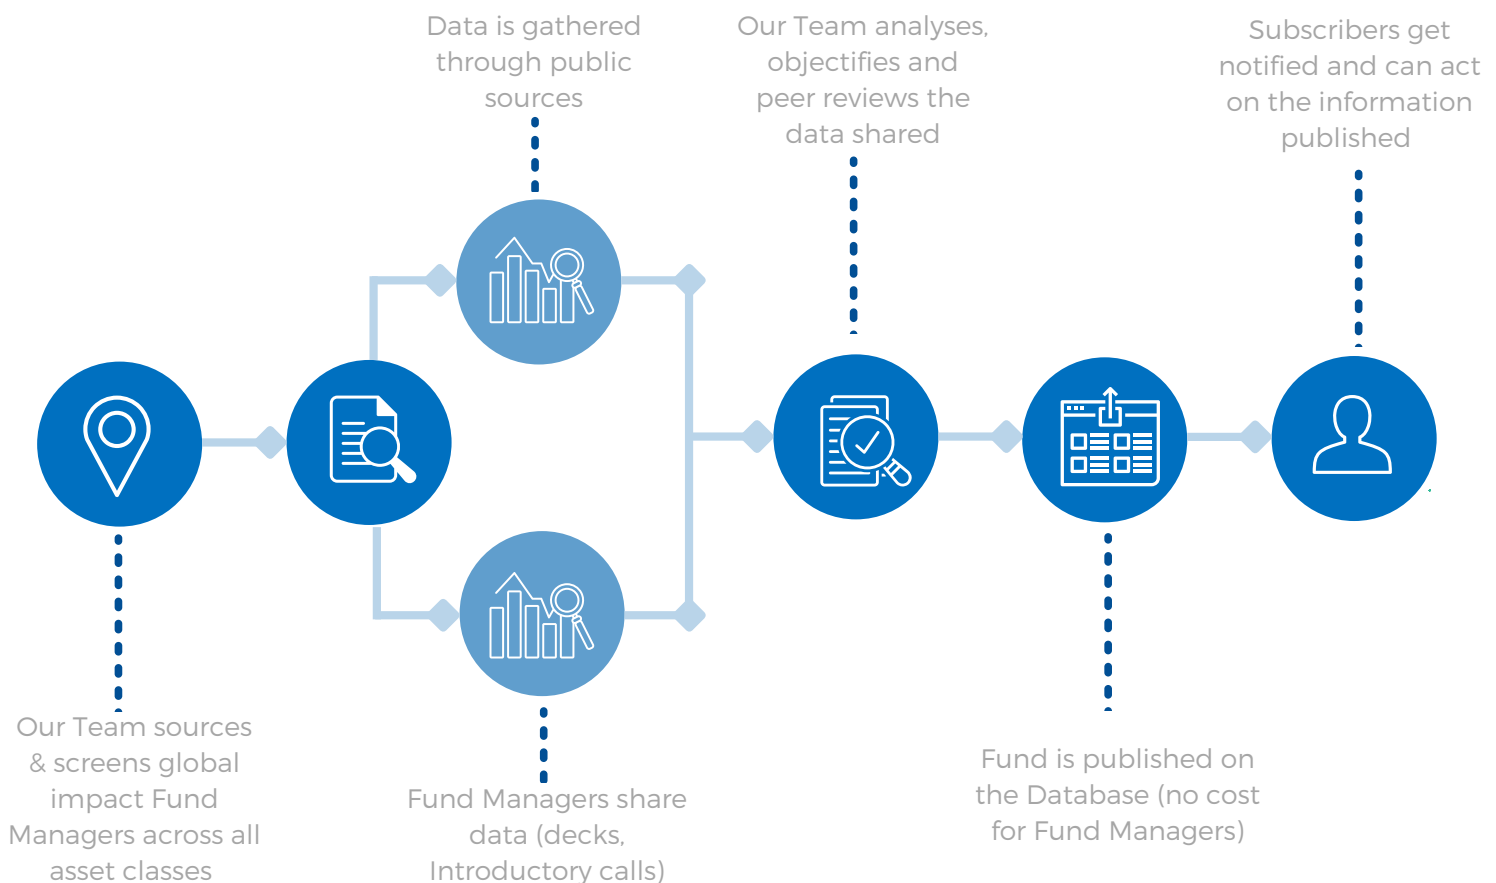 Data is gathered
through public
sources
Our Team analyses,
objectifies and
peer reviews the
data shared
Subscribers get
notified and can act
on the information
published
Our Team sources
& screens global
impact Fund
Managers across all
asset classes
Fund Managers share
data (decks,
Introductory calls)
Fund is published on
the Database (no cost
for Fund Managers)